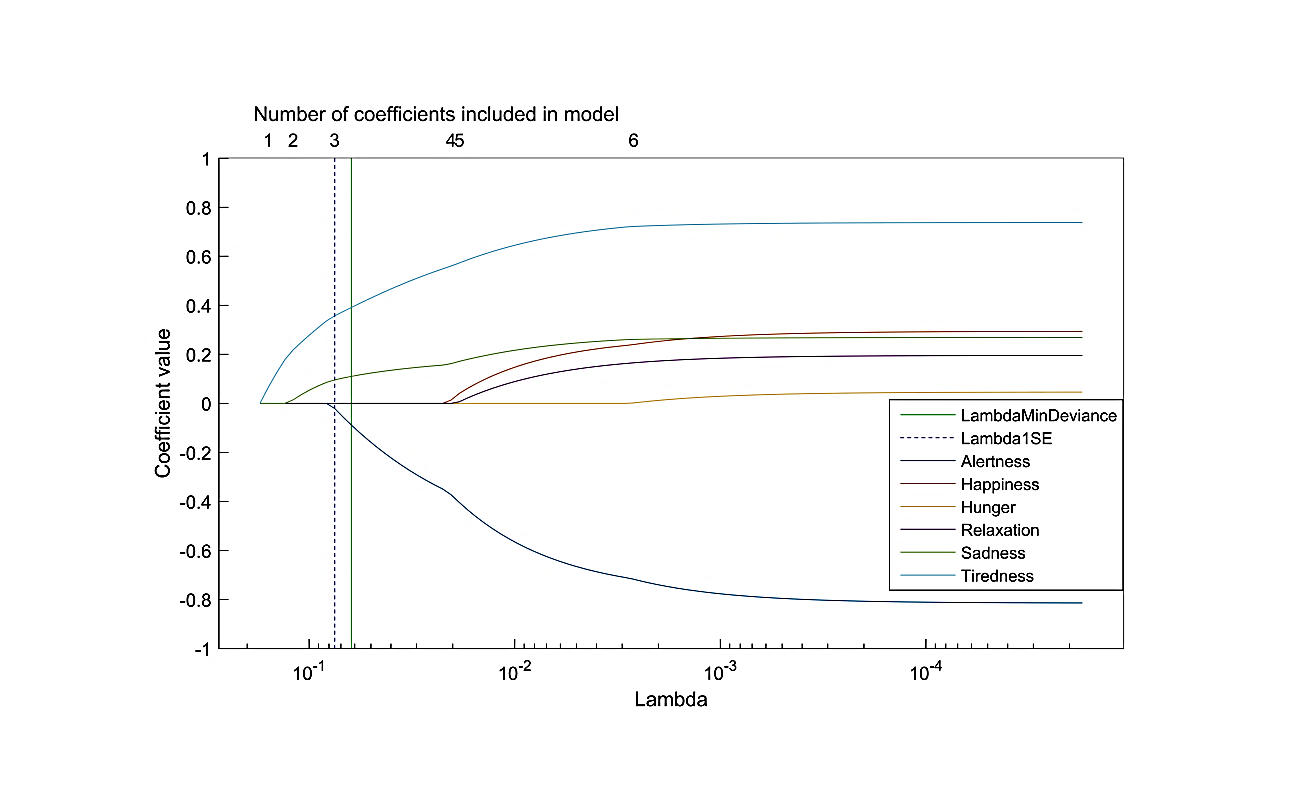 Number of coefficients included in model
1 2 3 45 6
1
0.8
0.6
0.4
0.2
0
-0.2
-0.4
-0.6
-0.8
-1
Coefficient value
LambdaMinDeviance
Lambda1SE
Alertness
Happiness
Hunger
Relaxation
Sadness
Tiredness
10-1 10-2 10-3 10-4
Lambda